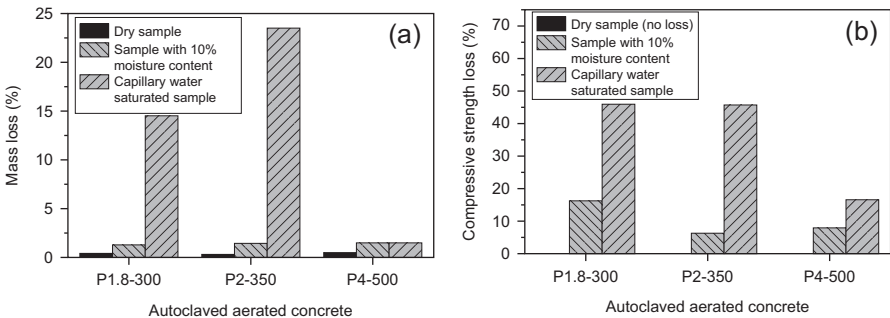 (a)
Dry sample
Sample with 10%
moisture content
Capillary water
saturated sample
25
20
15
10
5
0
Mass loss (%)
P1.8-300
P2-350
P4-500
Autoclaved aerated concrete
(b)
Dry sample (no loss)
Sample with 10%
moisture content
Capillary water
saturated sample
70
60
50
40
30
20
10
0
Compressive strength loss (%)
P1.8-300
P2-350
P4-500
Autoclaved aerated concrete